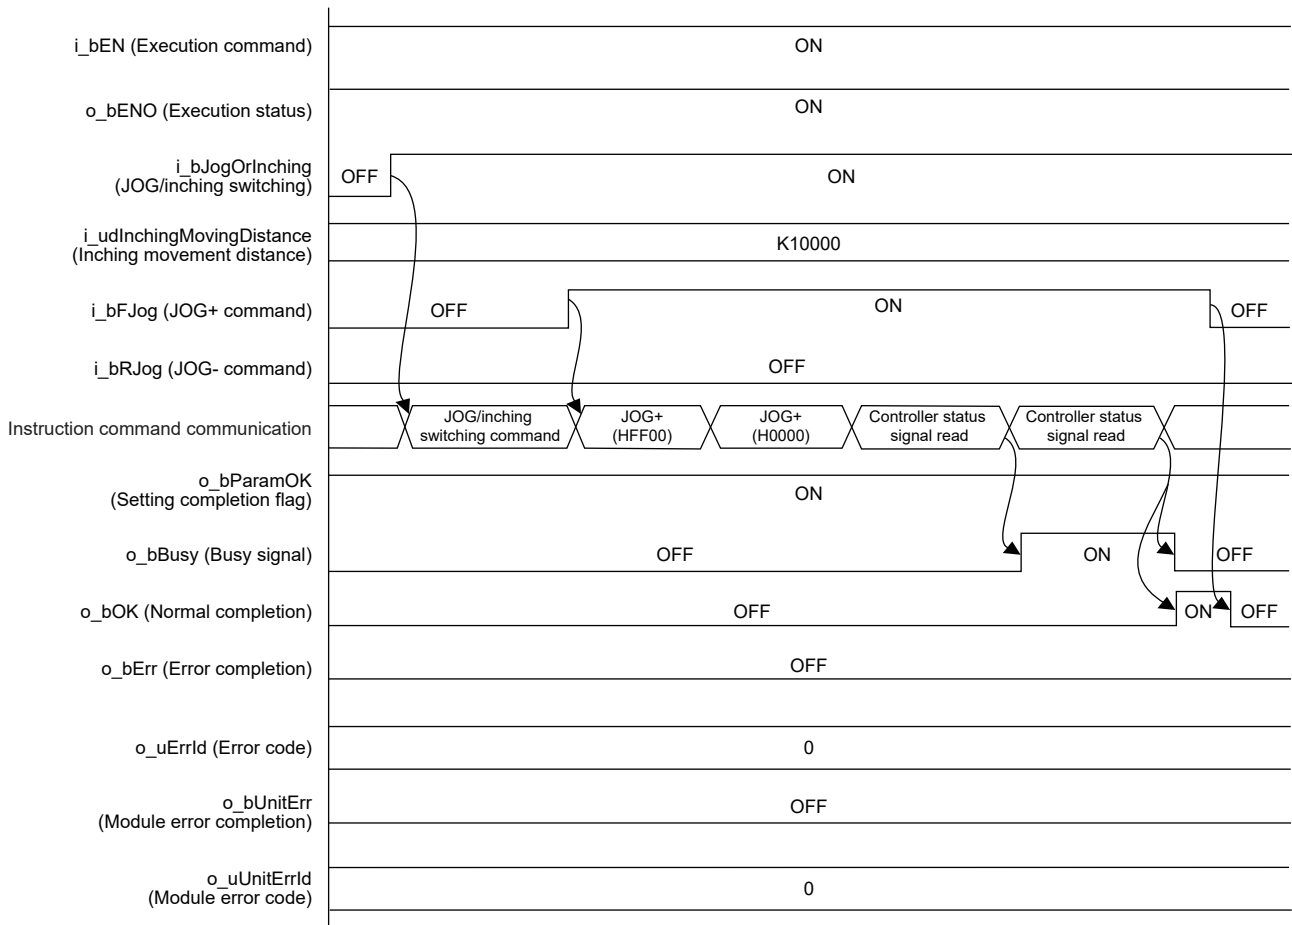 i_bEN (Execution command)
ON
o_bENO (Execution status)
ON
i_bJogOrInching
(JOG/inching switching)
OFF
ON
i_udInchingMovingDistance
(Inching movement distance)
K10000
i_bFJog (JOG+ command)
OFF
ON
OFF
i_bRJog (JOG- command)
OFF
Instruction command communication
JOG/inching
switching command
JOG+
(HFF00)
JOG+
(H0000)
Controller status
signal read
Controller status
signal read
o_bParamOK
(Setting completion flag)
ON
o_bBusy (Busy signal)
OFF
ON
OFF
o_bOK (Normal completion)
OFF
ON
OFF
o_bErr (Error completion)
OFF
o_uErrId (Error code)
0
o_bUnitErr
(Module error completion)
OFF
o_uUnitErrId
(Module error code)
0